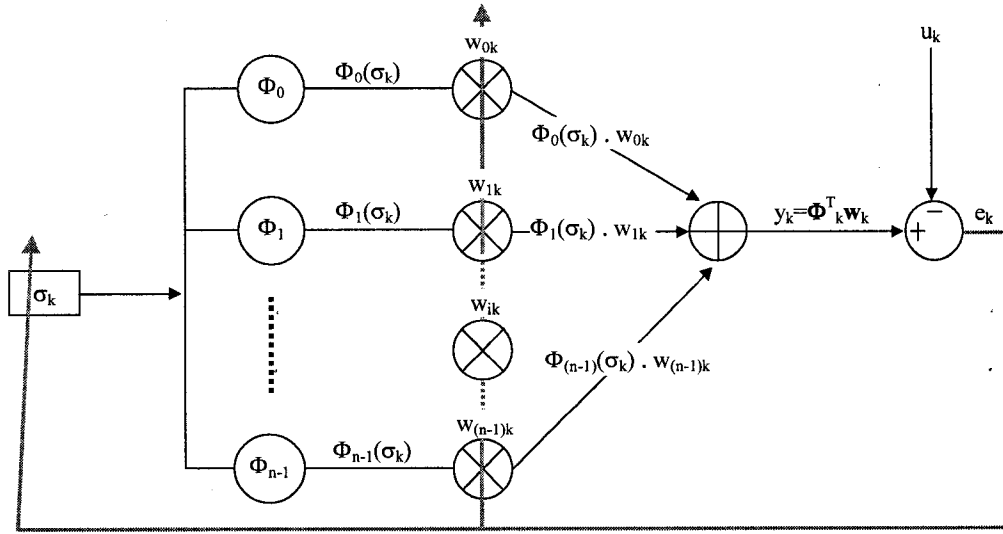 u_k
w_0k
Φ_0
Φ_0(σ_k)
Φ_0(σ_k) . w_0k
w_1k
Φ_1
Φ_1(σ_k)
Φ_1(σ_k) . w_1k
y_k=Φ^T_k w_k
−
+
e_k
σ_k
w_ik
Φ_(n-1)(σ_k) . w_(n-1)k
w_(n-1)k
Φ_n-1
Φ_n-1(σ_k)